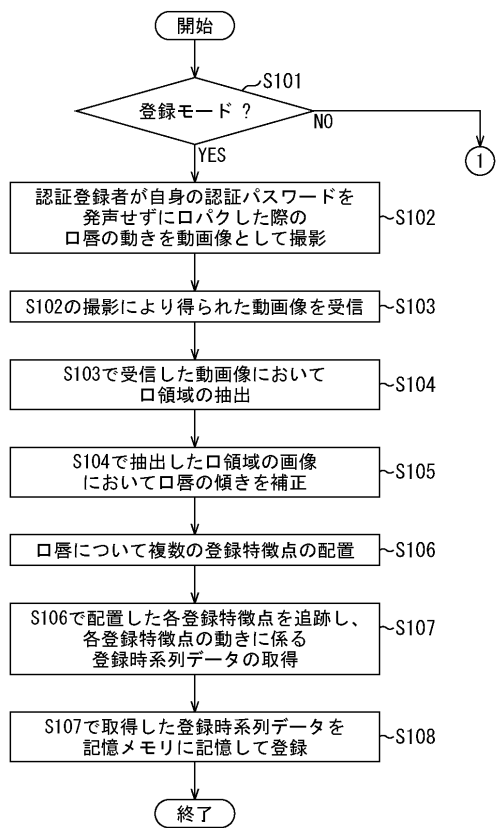 開始
S101
登録モード ?
NO
YES
1
認証登録者が自身の認証パスワードを
発声せずに口パクした際の
口唇の動きを動画像として撮影
S102
S102の撮影により得られた動画像を受信
S103
S103で受信した動画像において
口領域の抽出
S104
S104で抽出した口領域の画像
において口唇の傾きを補正
S105
口唇について複数の登録特徴点の配置
S106
S106で配置した各登録特徴点を追跡し、
各登録特徴点の動きに係る
登録時系列データの取得
S107
S107で取得した登録時系列データを
記憶メモリに記憶して登録
S108
終了